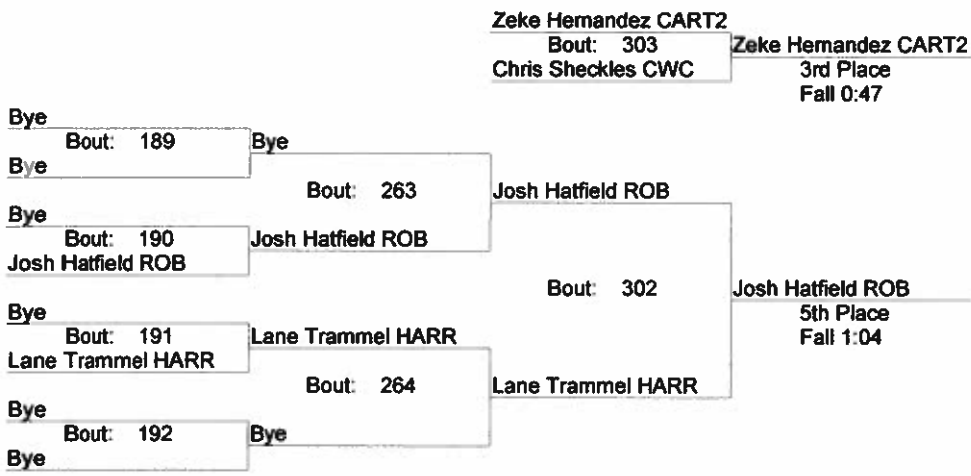 Zeke Hernandez CART2
Bout: 303
Zeke Hernandez CART2
Chris Sheckles CWC
3rd Place
Fall 0:47
Bye
Bout: 189
Bye
Bye
Bout: 263
Josh Hatfield ROB
Bye
Bout: 190
Josh Hatfield ROB
Josh Hatfield ROB
Bout: 302
Josh Hatfield ROB
5th Place
Fall 1:04
Bye
Bout: 191
Lane Trammel HARR
Lane Trammel HARR
Bout: 264
Lane Trammel HARR
Bye
Bout: 192
Bye
Bye